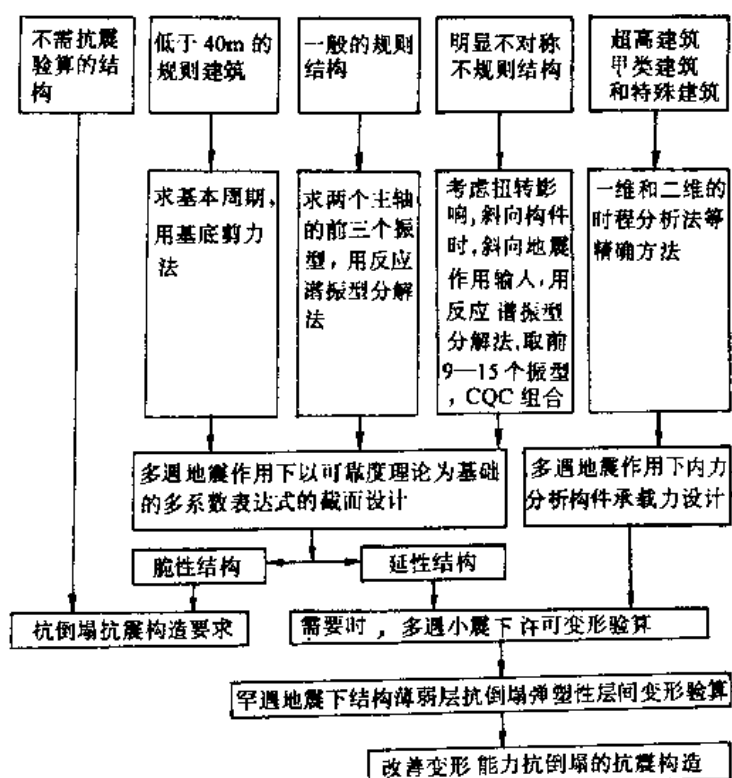 不需抗震
验算的结
构
低于 40m 的
规则建筑
一般的规则
结构
明显不对称
不规则结构
超高建筑
甲类建筑
和特殊建筑
求基本周期,
用基底剪力
法
求两个主轴
的前三个振
型,用反应
谱振型分解
法
考虑扭转影
响,斜向构件
时,斜向地震
作用输人,用
反应 谱振型
分解法,取前
9—15 个振型
,CQC 组合
一维和二维的
时程分析法等
精确方法
多遇地震作用下以可靠度理论为基础
的多系数表达式的截面设计
多遇地震作用下内力
分析构件承载力设计
脆性结构
延性结构
抗倒塌抗震构造要求
需要时,多遇小震下许可变形验算
罕遇地震下结构薄弱层抗倒塌弹塑性层间变形验算
改善变形 能力抗倒塌的抗震构造